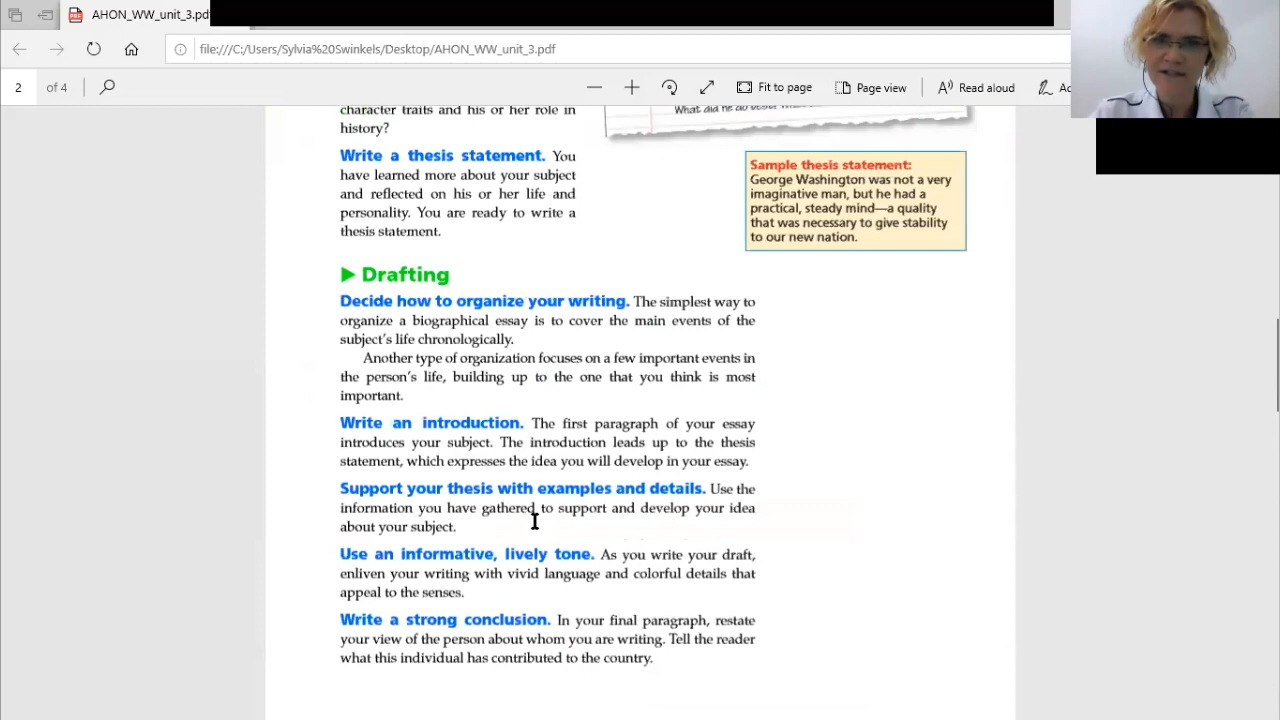 AHON_WW_unit_3.pd
file:///C:/Users/Sylvia%20Swinkels/Desktop/AHON_WW_unit_3.pdf
2 of 4
Fit to page
Page view
Read aloud
character traits and his or her role in
history?
What did he do best?
Write a thesis statement. You
have learned more about your subject
and reflected on his or her life and
personality. You are ready to write a
thesis statement.
Sample thesis statement:
George Washington was not a very
imaginative man, but he had a
practical, steady mind—a quality
that was necessary to give stability
to our new nation.
▶ Drafting
Decide how to organize your writing. The simplest way to
organize a biographical essay is to cover the main events of the
subject's life chronologically.
Another type of organization focuses on a few important events in
the person's life, building up to the one that you think is most
important.
Write an introduction. The first paragraph of your essay
introduces your subject. The introduction leads up to the thesis
statement, which expresses the idea you will develop in your essay.
Support your thesis with examples and details. Use the
information you have gathered to support and develop your idea
about your subject.
Use an informative, lively tone. As you write your draft,
enliven your writing with vivid language and colorful details that
appeal to the senses.
Write a strong conclusion. In your final paragraph, restate
your view of the person about whom you are writing. Tell the reader
what this individual has contributed to the country.